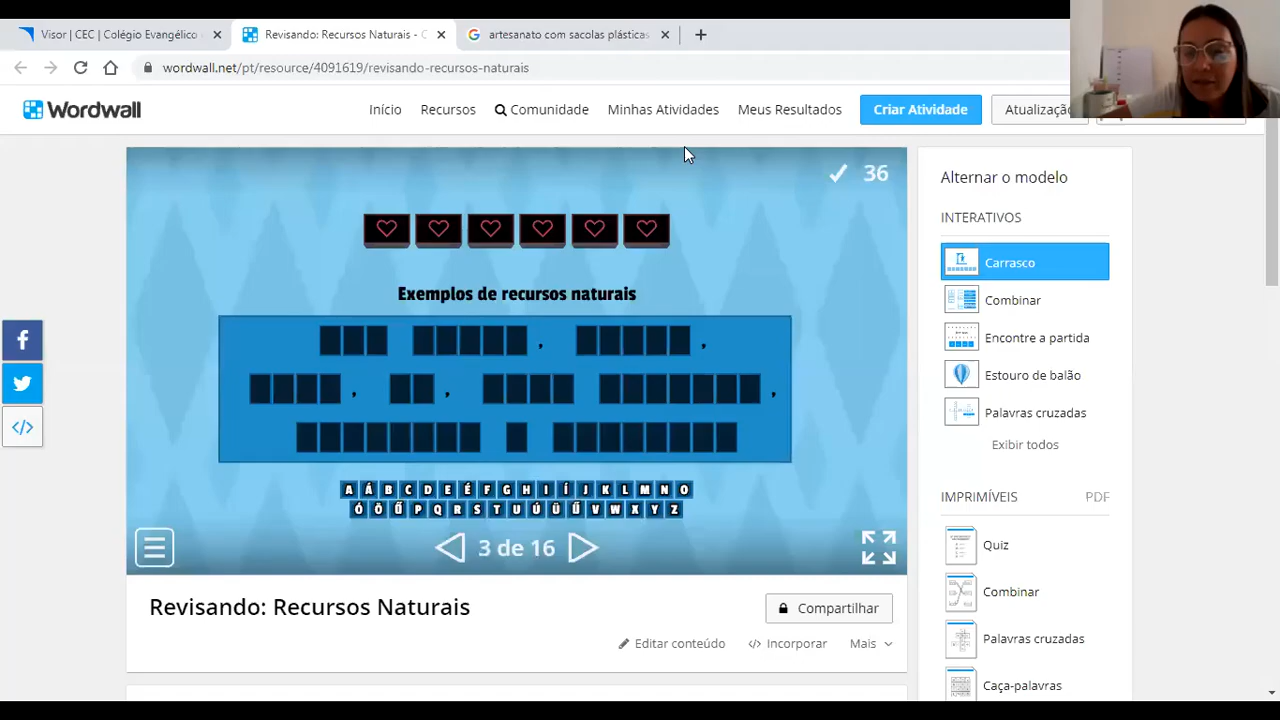 Visor | CEC | Colégio Evangélico
Revisando: Recursos Naturais - C
artesanato com sacolas plásticas
wordwall.net/pt/resource/4091619/revisando-recursos-naturais
Wordwall
Início
Recursos
Comunidade
Minhas Atividades
Meus Resultados
Criar Atividade
Atualização
36
Exemplos de recursos naturais
, ,
, , ,
A Á B C D E É F G H I Í J K L M N O
Ó Ö Ű P Q R S T U Ú Ü Ű V W X Y Z
3 de 16
Revisando: Recursos Naturais
Compartilhar
Editar conteúdo
Incorporar
Mais
Alternar o modelo
INTERATIVOS
Carrasco
Combinar
Encontre a partida
Estouro de balão
Palavras cruzadas
Exibir todos
IMPRIMÍVEIS
PDF
Quiz
Combinar
Palavras cruzadas
Caça-palavras